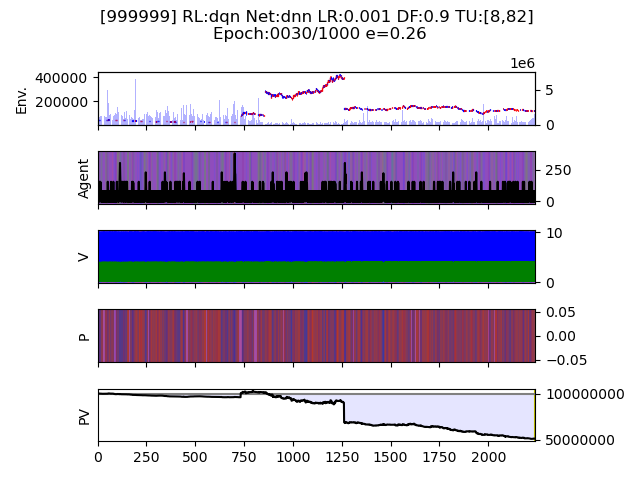 [999999] RL:dqn Net:dnn LR:0.001 DF:0.9 TU:[8,82]
Epoch:0030/1000 e=0.26
1e6
Env.
400000
200000
5
0
Agent
250
0
V
10
0
P
0.05
0.00
−0.05
PV
100000000
50000000
0 250 500 750 1000 1250 1500 1750 2000